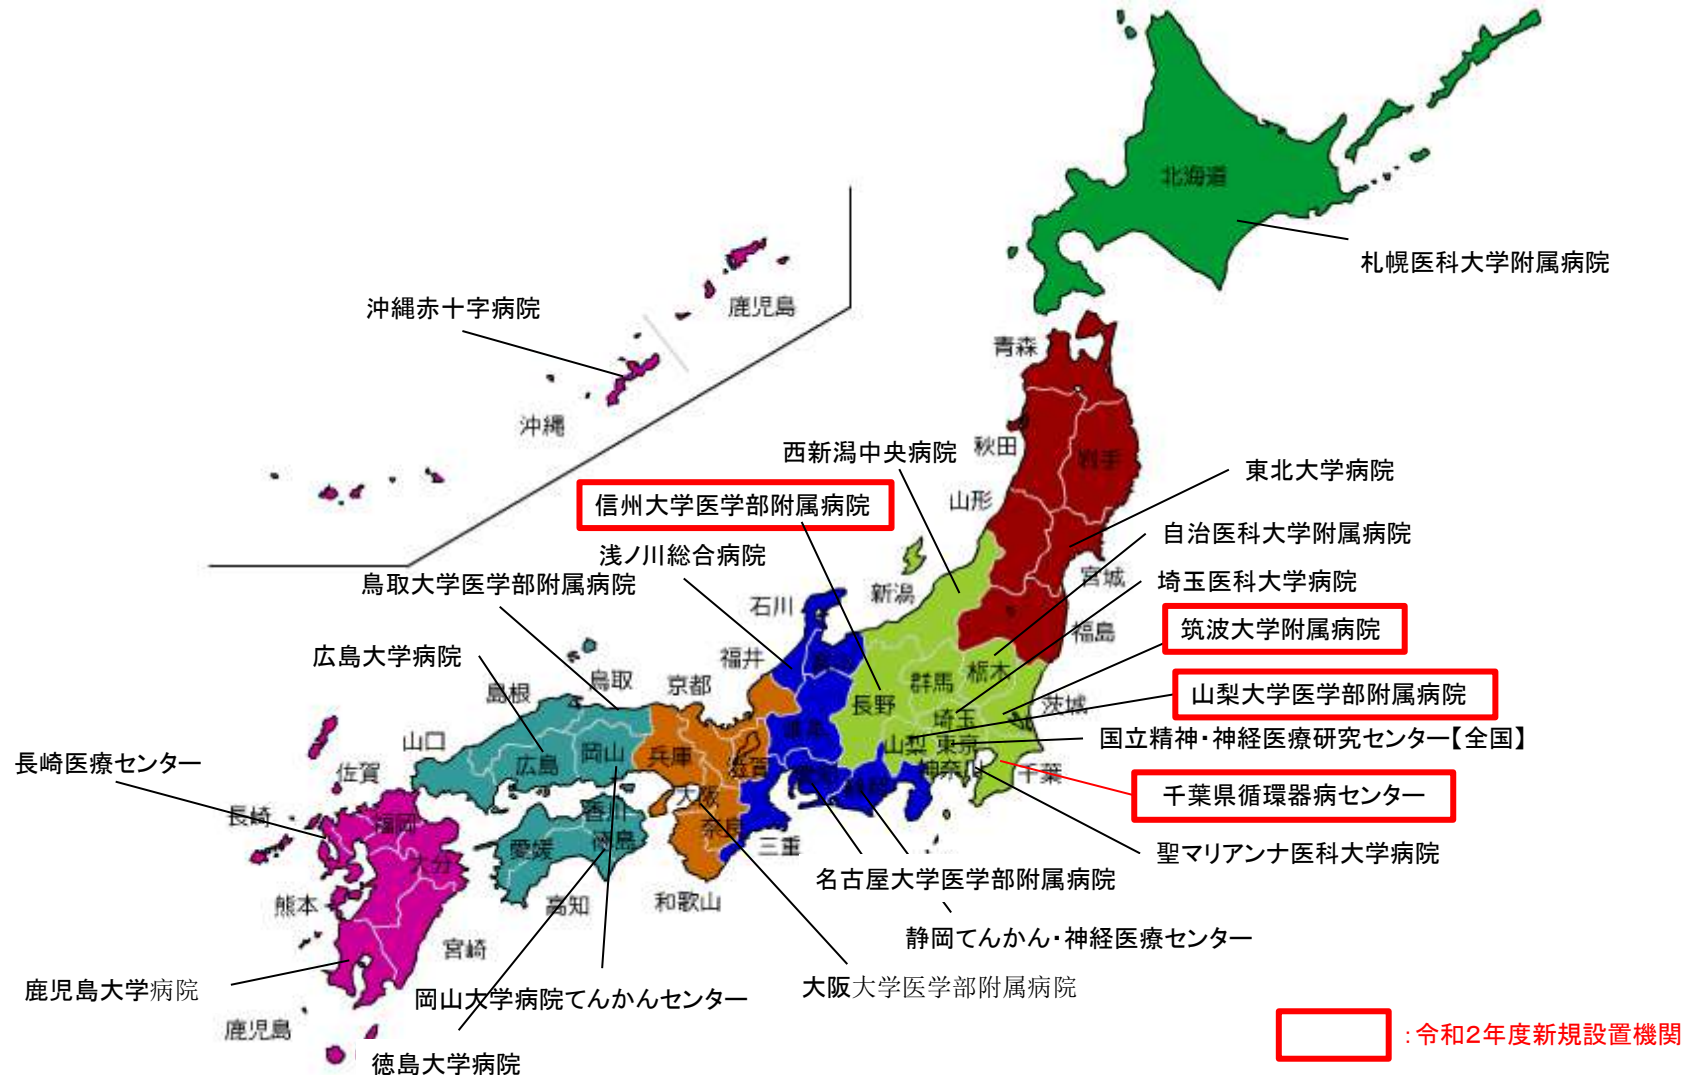 北海道
札幌医科大学附属病院
沖縄赤十字病院
鹿児島
青森
沖縄
秋田
西新潟中央病院
岩手
東北大学病院
信州大学医学部附属病院
山形
自治医科大学附属病院
浅ノ川総合病院
鳥取大学医学部附属病院
新潟
宮城
埼玉医科大学病院
石川
福島
筑波大学附属病院
広島大学病院
福井
富山
栃木
鳥取
京都
群馬
島根
長野
茨城
山梨大学医学部附属病院
埼玉
岐阜
山口
岡山
兵庫
滋賀
山梨
東京
国立精神・神経医療研究センター【全国】
長崎医療センター
広島
神奈川
千葉
佐賀
愛知
静岡
大阪
千葉県循環器病センター
長崎
福岡
香川
奈良
徳島
愛媛
三重
大分
聖マリアンナ医科大学病院
名古屋大学医学部附属病院
熊本
高知
和歌山
静岡てんかん・神経医療センター
宮崎
鹿児島大学病院
岡山大学病院てんかんセンター
大阪大学医学部附属病院
鹿児島
徳島大学病院
：令和２年度新規設置機関